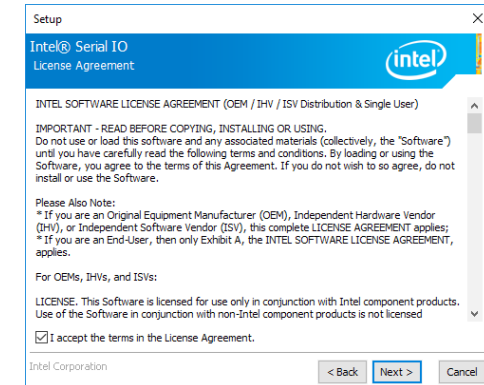 Setup
Intel® Serial IO
License Agreement
intel
INTEL SOFTWARE LICENSE AGREEMENT (OEM / IHV / ISV Distribution & Single User)
IMPORTANT - READ BEFORE COPYING, INSTALLING OR USING.
Do not use or load this software and any associated materials (collectively, the "Software")
until you have carefully read the following terms and conditions. By loading or using the
Software, you agree to the terms of this Agreement. If you do not wish to so agree, do not
install or use the Software.
Please Also Note:
* If you are an Original Equipment Manufacturer (OEM), Independent Hardware Vendor
(IHV), or Independent Software Vendor (ISV), this complete LICENSE AGREEMENT applies;
* If you are an End-User, then only Exhibit A, the INTEL SOFTWARE LICENSE AGREEMENT,
applies.
For OEMs, IHVs, and ISVs:
LICENSE. This Software is licensed for use only in conjunction with Intel component products.
Use of the Software in conjunction with non-Intel component products is not licensed
I accept the terms in the License Agreement.
Intel Corporation
< Back Next > Cancel